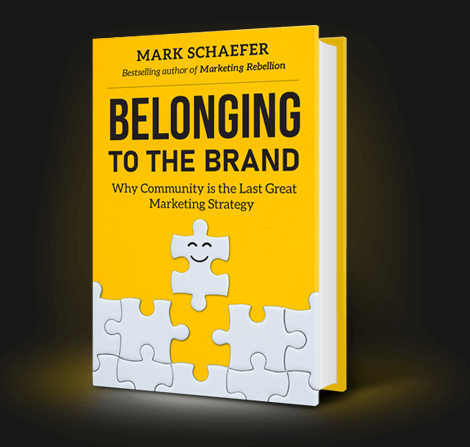 MARK SCHAEFER
Bestselling author of Marketing Rebellion
BELONGING
TO THE BRAND
Why Community is the Last Great
Marketing Strategy